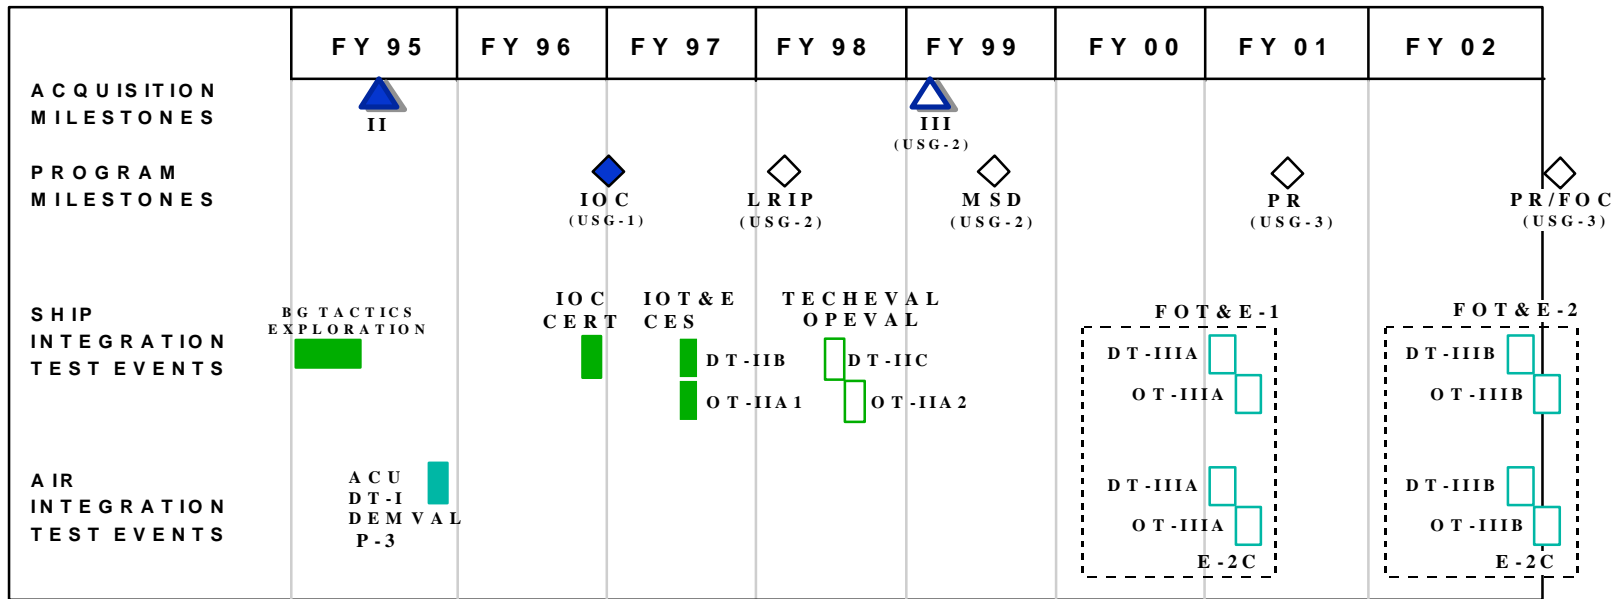 FY 95 FY 96 FY 97 FY 98 FY 99 FY 00 FY 01 FY 02
ACQUISITION
MILESTONES
II
III
(USG-2)
PROGRAM
MILESTONES
IOC
(USG-1)
LRIP
(USG-2)
MSD
(USG-2)
PR
(USG-3)
PR/FOC
(USG-3)
SHIP
INTEGRATION
TEST EVENTS
BG TACTICS
EXPLORATION
IOC
CERT
IOT&E
CES
DT-IIB
OT-IIA1
TECHEVAL
OPEVAL
DT-IIC
OT-IIA2
FOT&E-1
DT-IIIA
OT-IIIA
FOT&E-2
DT-IIIB
OT-IIIB
AIR
INTEGRATION
TEST EVENTS
ACU
DT-I
DEMVAL
P-3
DT-IIIA
OT-IIIA
E-2C
DT-IIIB
OT-IIIB
E-2C